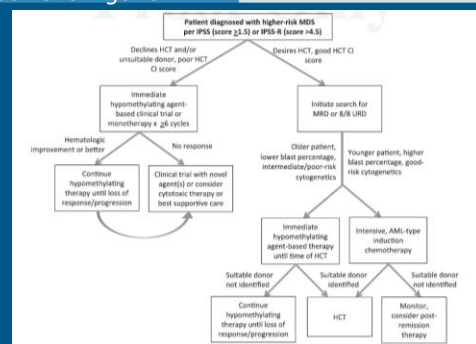 Patient diagnosed with higher-risk MDS
per IPSS (score ≥1.5) or IPSS-R (score >4.5)
Declines HCT and/or
unsuitable donor, poor HCT
CI score
Desires HCT, good HCT CI
score
Immediate
hypomethylating agent-
based clinical trial or
monotherapy x ≥6 cycles
Initiate search for
MRD or 8/8 URD
Hematologic
improvement or better
No response
Older patient,
lower blast percentage,
intermediate/poor-risk
cytogenetics
Younger patient, higher
blast percentage, good-
risk cytogenetics
Continue
hypomethylating
therapy until loss of
response/progression
Clinical trial with novel
agent(s) or consider
cytotoxic therapy or
best supportive care
Immediate
hypomethylating
agent-based therapy
until time of HCT
Intensive, AML-type
induction
chemotherapy
Suitable donor
not identified
Suitable donor
identified
Suitable donor
not identified
Continue
hypomethylating
therapy until loss of
response/progression
HCT
Monitor,
consider post-
remission
therapy